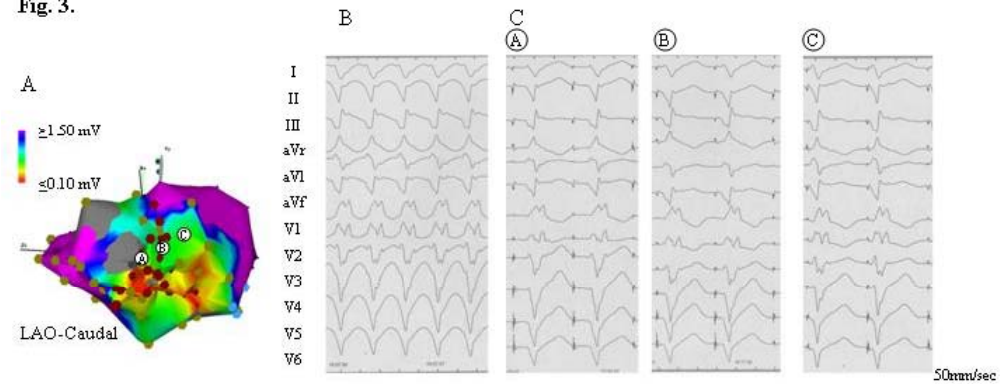 Fig. 3.
A
≥1.50 mV
≤0.10 mV
A
B
C
LAO-Caudal
B
I
II
III
aVr
aVl
aVf
V1
V2
V3
V4
V5
V6
C
A
B
C
50mm/sec